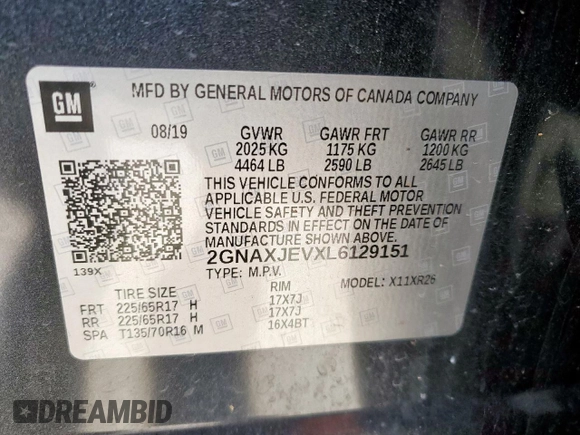 GM
MFD BY GENERAL MOTORS OF CANADA COMPANY
08/19 GVWR GAWR FRT GAWR RR
2025 KG 1175 KG 1200 KG
4464 LB 2590 LB 2645 LB
THIS VEHICLE CONFORMS TO ALL
APPLICABLE U.S. FEDERAL MOTOR
VEHICLE SAFETY AND THEFT PREVENTION
STANDARDS IN EFFECT ON THE DATE OF
MANUFACTURE SHOWN ABOVE.
2GNAXJEVXL6129151
139X
TYPE: M.P.V. MODEL: X11XR26
TIRE SIZE RIM
FRT 225/65R17 H 17X7J
RR 225/65R17 H 17X7J
SPA T135/70R16 M 16X4BT
DREAMBID